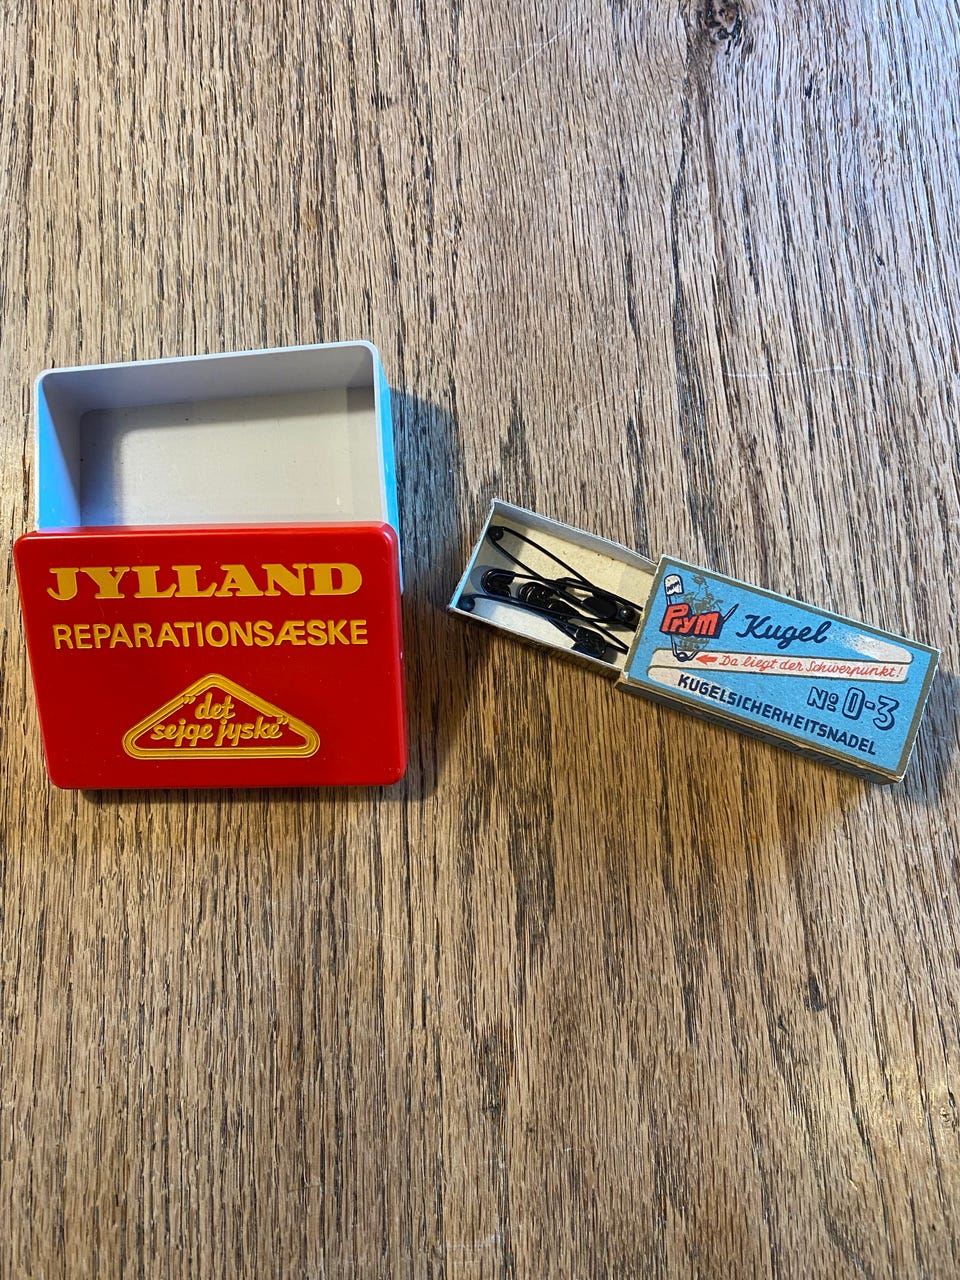 JYLLAND
REPARATIONSÆSKE
"det
sejge jyske"
Prym Kugel
Da liegt der Schwerpunkt!
No 0-3
KUGELSICHERHEITSNADEL